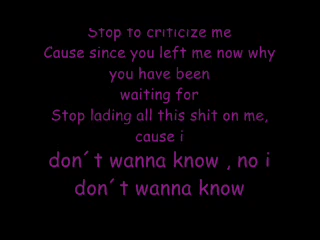 Stop to criticize me
Cause since you left me now why
you have been
waiting for
Stop lading all this shit on me,
cause i
don´t wanna know , no i
don´t wanna know